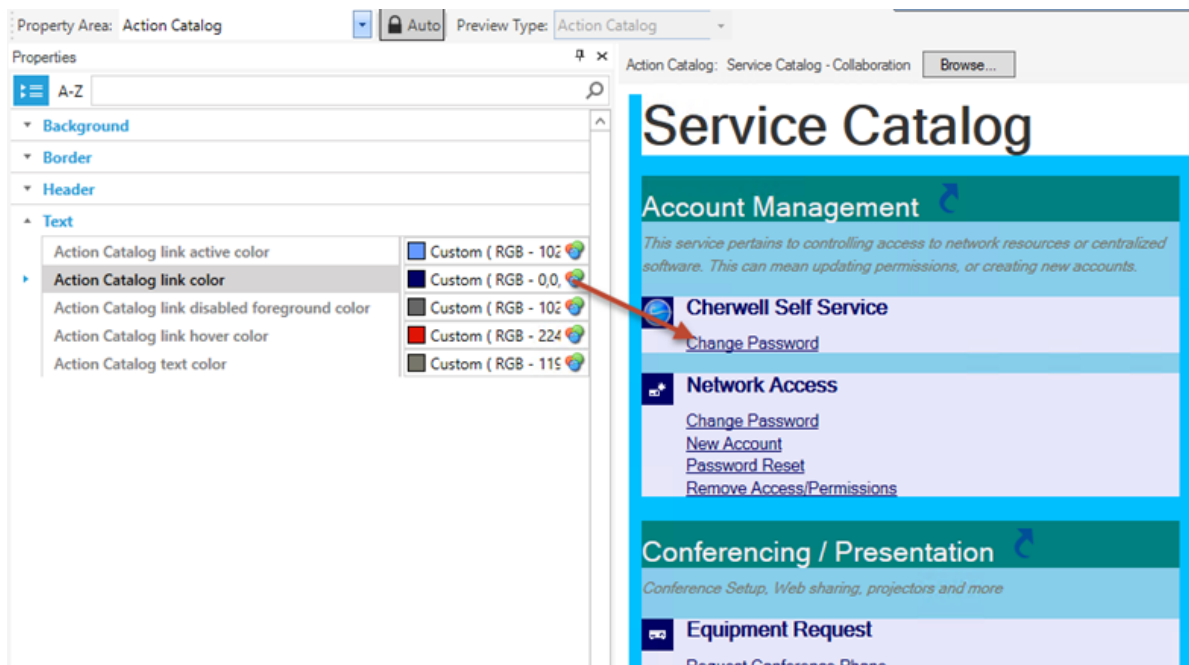 Property Area: Action Catalog Auto Preview Type: Action Catalog
Properties
A-Z
Background
Border
Header
Text
Action Catalog link active color Custom ( RGB - 102
Action Catalog link color Custom ( RGB - 0,0,
Action Catalog link disabled foreground color Custom ( RGB - 102
Action Catalog link hover color Custom ( RGB - 224
Action Catalog text color Custom ( RGB - 119
Action Catalog: Service Catalog - Collaboration Browse...
Service Catalog
Account Management
This service pertains to controlling access to network resources or centralized
software. This can mean updating permissions, or creating new accounts.
Cherwell Self Service
Change Password
Network Access
Change Password
New Account
Password Reset
Remove Access/Permissions
Conferencing / Presentation
Conference Setup, Web sharing, projectors and more
Equipment Request
Request Conference Phone